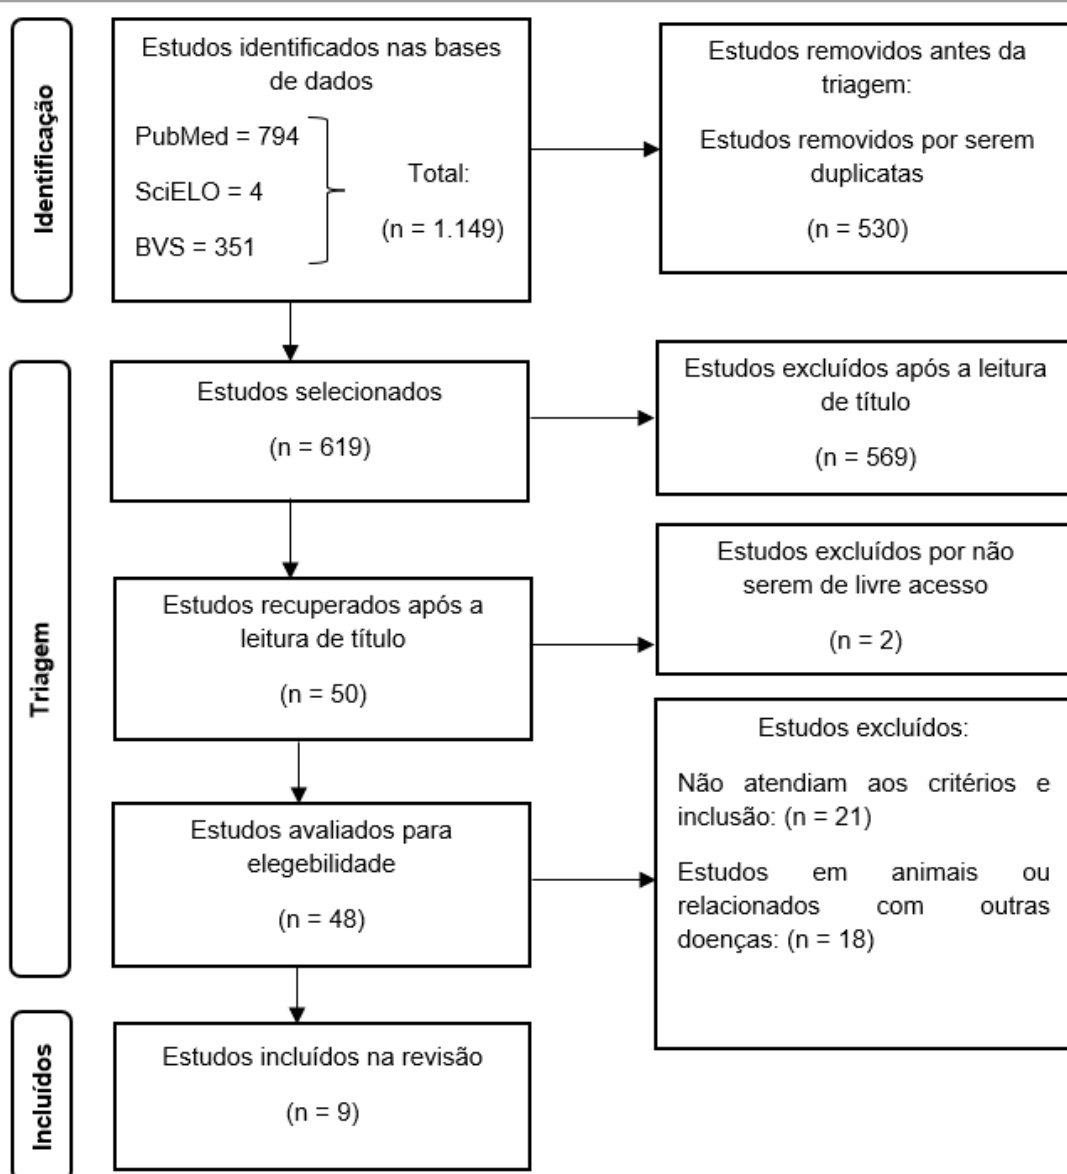 Identificação
Estudos identificados nas bases
de dados
PubMed = 794
SciELO = 4
BVS = 351
Total:
(n = 1.149)
Estudos removidos antes da
triagem:
Estudos removidos por serem
duplicatas
(n = 530)
Triagem
Estudos selecionados
(n = 619)
Estudos excluídos após a leitura
de título
(n = 569)
Estudos recuperados após a
leitura de título
(n = 50)
Estudos excluídos por não
serem de livre acesso
(n = 2)
Estudos avaliados para
elegebilidade
(n = 48)
Estudos excluídos:
Não atendiam aos critérios e
inclusão: (n = 21)
Estudos em animais ou
relacionados com outras
doenças: (n = 18)
Incluídos
Estudos incluídos na revisão
(n = 9)